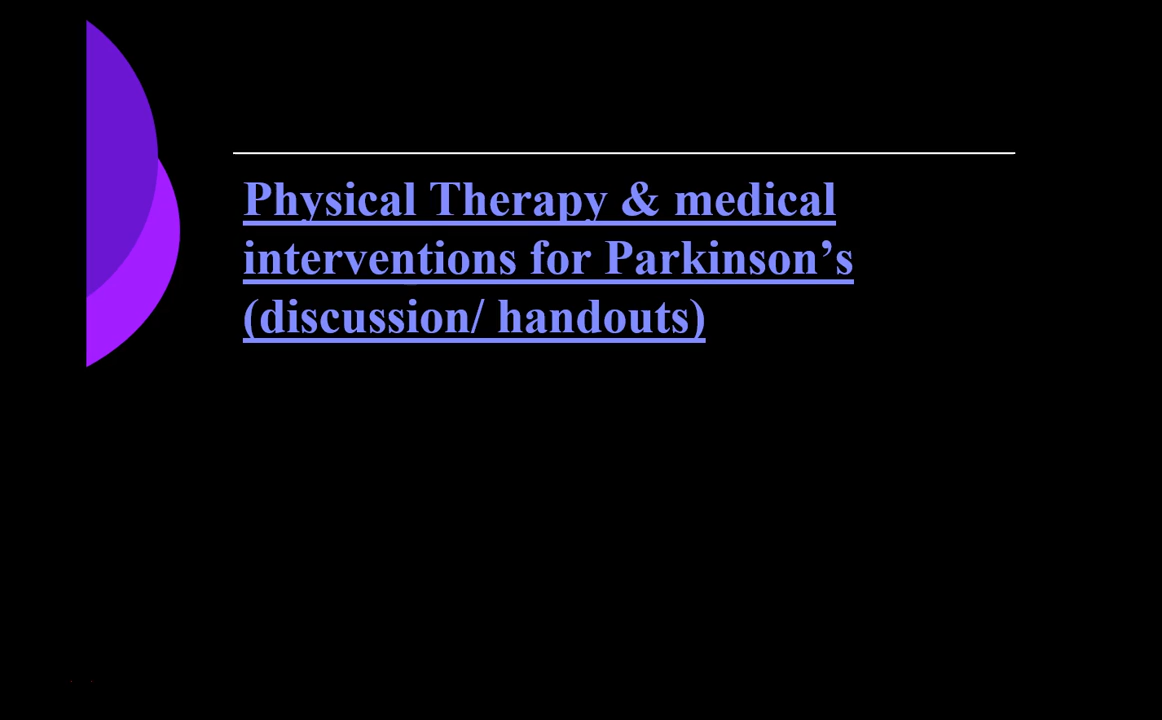 Physical Therapy & medical
interventions for Parkinson’s
(discussion/ handouts)